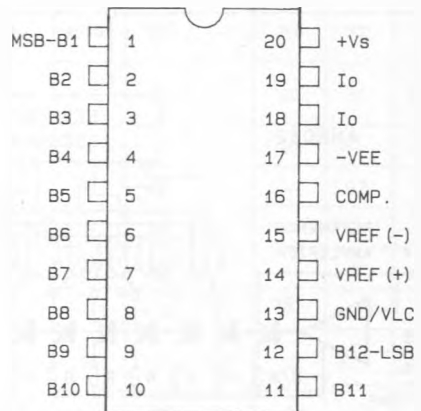 MSB-B1 1 20 +Vs
B2 2 19 Io
B3 3 18 Io
B4 4 17 -VEE
B5 5 16 COMP.
B6 6 15 VREF(-)
B7 7 14 VREF(+)
B8 8 13 GND/VLC
B9 9 12 B12-LSB
B10 10 11 B11